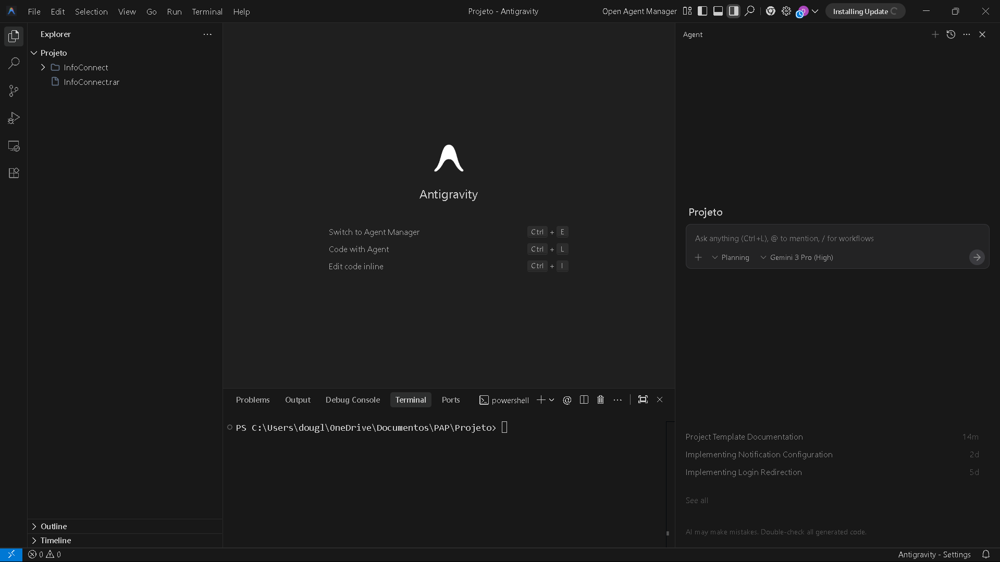 File Edit Selection View Go Run Terminal Help
Projeto - Antigravity
Open Agent Manager
Installing Update
Explorer
Projeto
InfoConnect
InfoConnect.rar
Outline
Timeline
Antigravity
Switch to Agent Manager Ctrl + E
Code with Agent Ctrl + L
Edit code inline Ctrl + I
Problems Output Debug Console Terminal Ports powershell
PS C:\Users\dougl\OneDrive\Documentos\PAP\Projeto>
Agent
Projeto
Ask anything (Ctrl+L), @ to mention, / for workflows
Planning Gemini 3 Pro (High)
Project Template Documentation 14m
Implementing Notification Configuration 2d
Implementing Login Redirection 5d
See all
AI may make mistakes. Double-check all generated code.
0 0
Antigravity - Settings